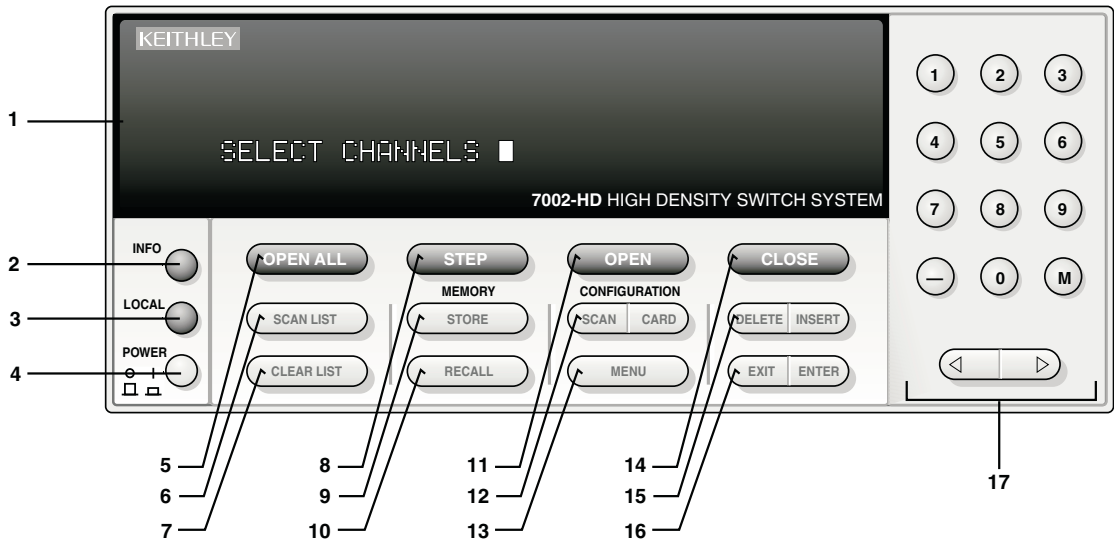 KEITHLEY
SELECT CHANNELS
7002-HD HIGH DENSITY SWITCH SYSTEM
1
2
3
4
5
6
7
8
9
—
0
M
INFO
LOCAL
POWER
OPEN ALL
STEP
OPEN
CLOSE
MEMORY
CONFIGURATION
SCAN LIST
STORE
SCAN
CARD
DELETE
INSERT
CLEAR LIST
RECALL
MENU
EXIT
ENTER
1
2
3
4
5
6
7
8
9
10
11
12
13
14
15
16
17